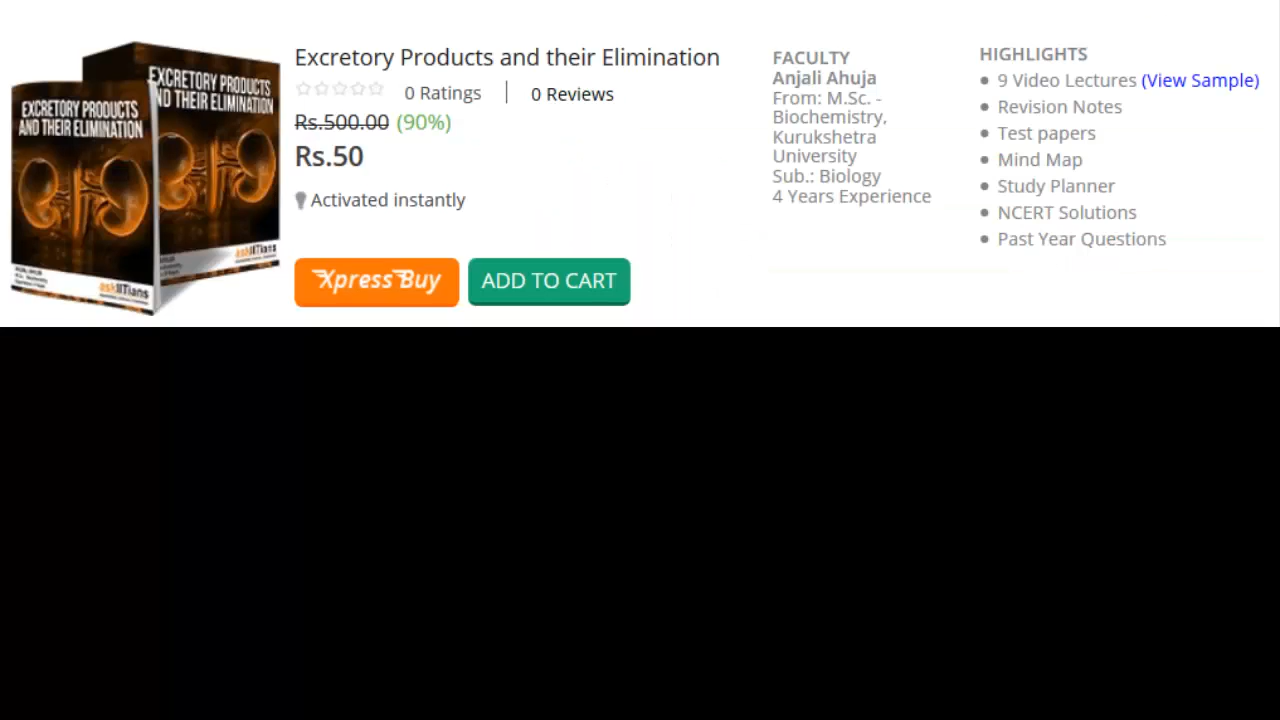 EXCRETORY PRODUCTS
AND THEIR ELIMINATION
askIITians
EXCRETORY PRODUCTS
AND THEIR ELIMINATION
askIITians
Excretory Products and their Elimination
0 Ratings | 0 Reviews
Rs.500.00 (90%)
Rs.50
Activated instantly
Xpress Buy
ADD TO CART
FACULTY
Anjali Ahuja
From: M.Sc. -
Biochemistry,
Kurukshetra
University
Sub.: Biology
4 Years Experience
HIGHLIGHTS
9 Video Lectures (View Sample)
Revision Notes
Test papers
Mind Map
Study Planner
NCERT Solutions
Past Year Questions